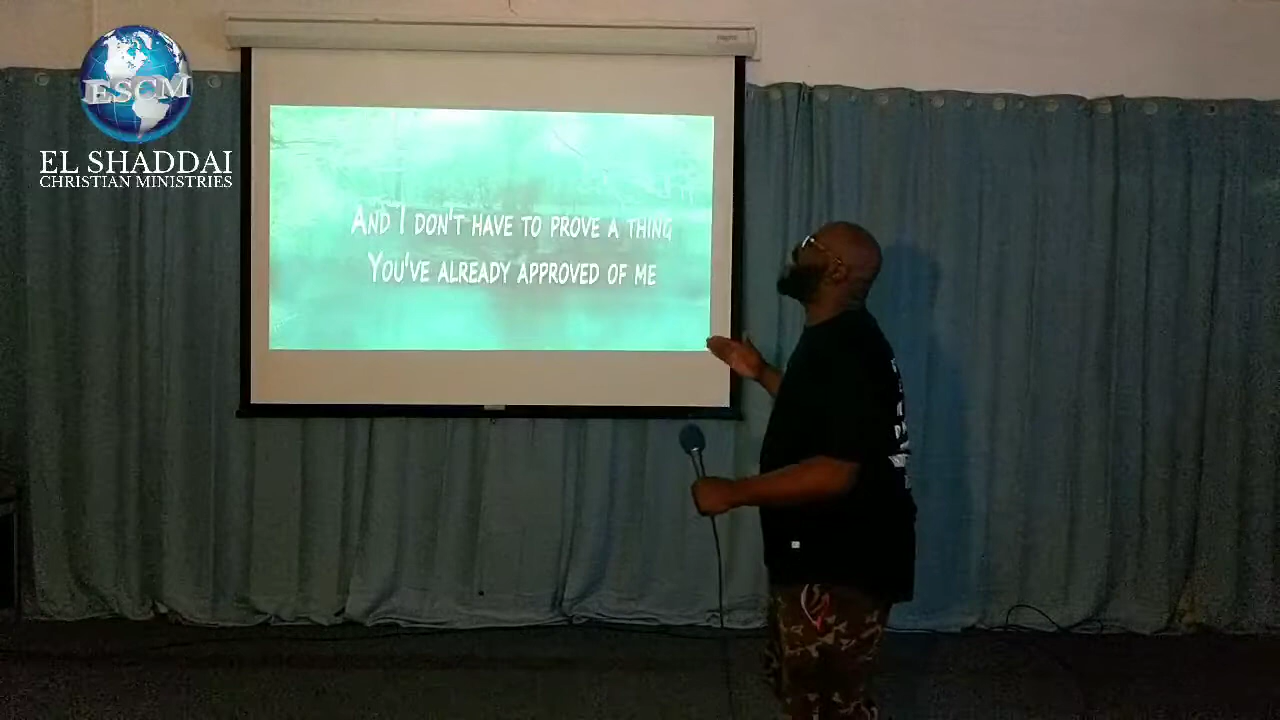 ESCM
EL SHADDAI
CHRISTIAN MINISTRIES
AND I DON'T HAVE TO PROVE A THING
YOU'VE ALREADY APPROVED OF ME